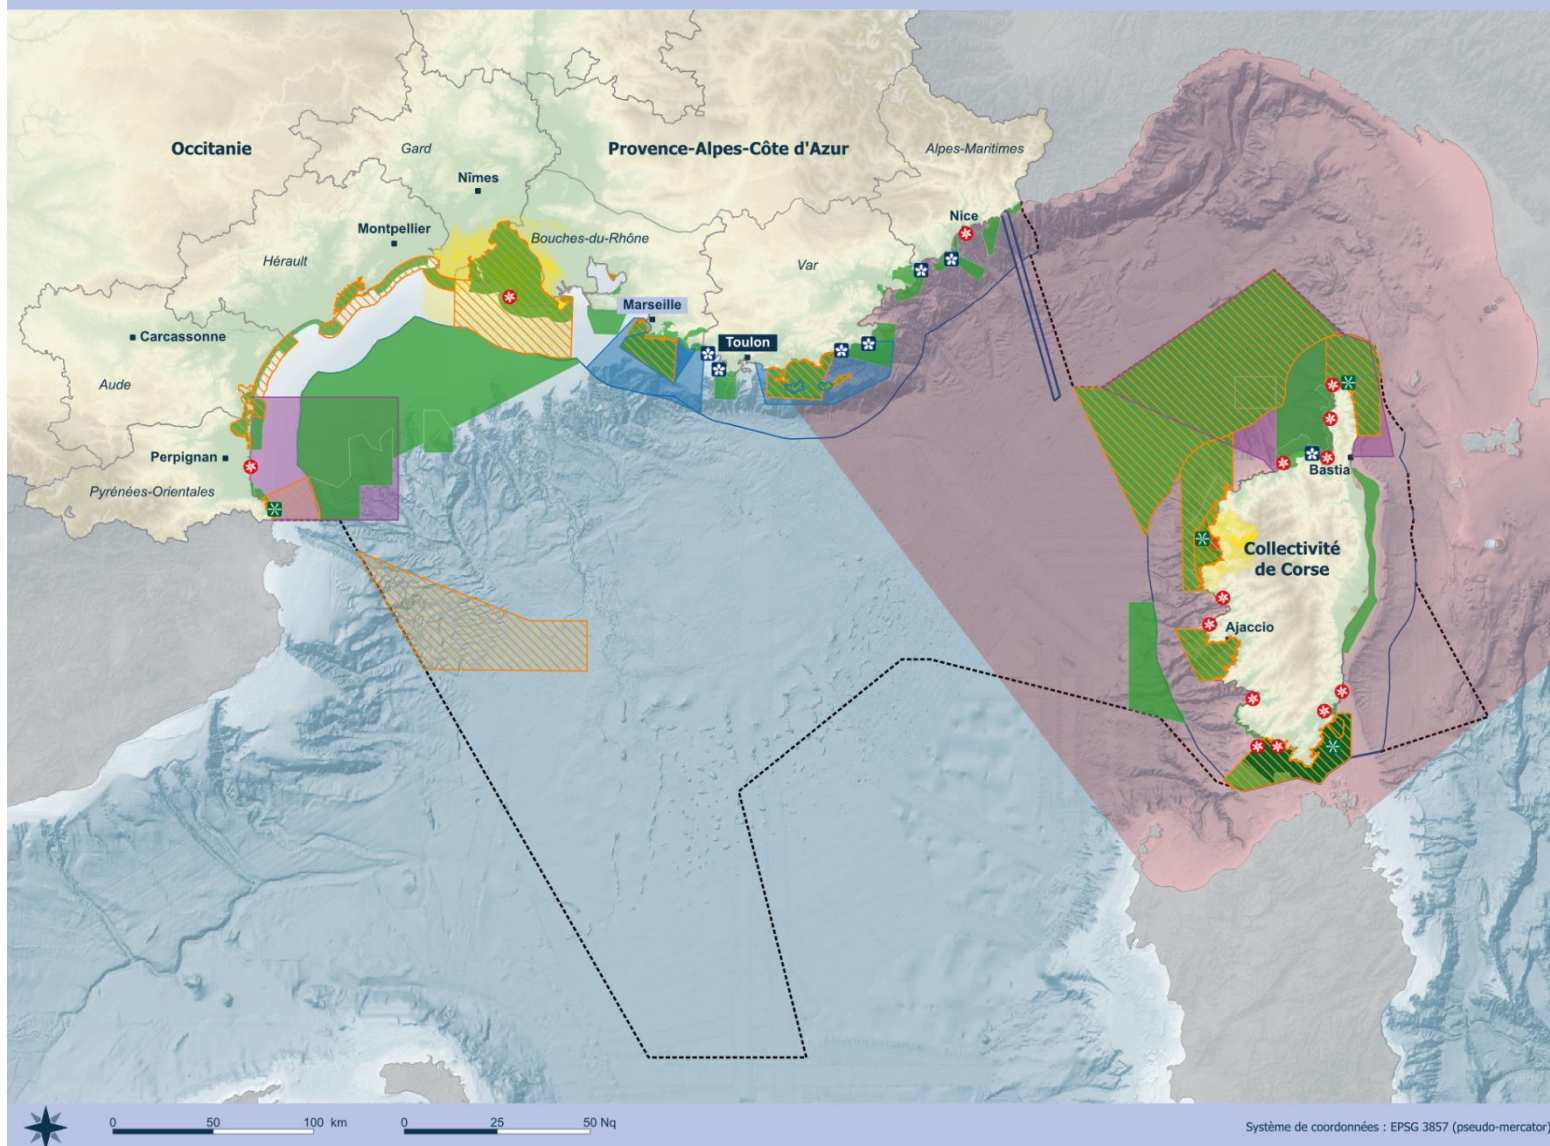 Occitanie
Gard
Provence-Alpes-Côte d'Azur
Alpes-Maritimes
Nîmes
Montpellier
Bouches-du-Rhône
Nice
Hérault
Var
Marseille
Carcassonne
Toulon
Aude
Perpignan
Pyrénées-Orientales
Bastia
Collectivité
de Corse
Ajaccio
0 50 100 km
0 25 50 Nq
Système de coordonnées : EPSG 3857 (pseudo-mercator)